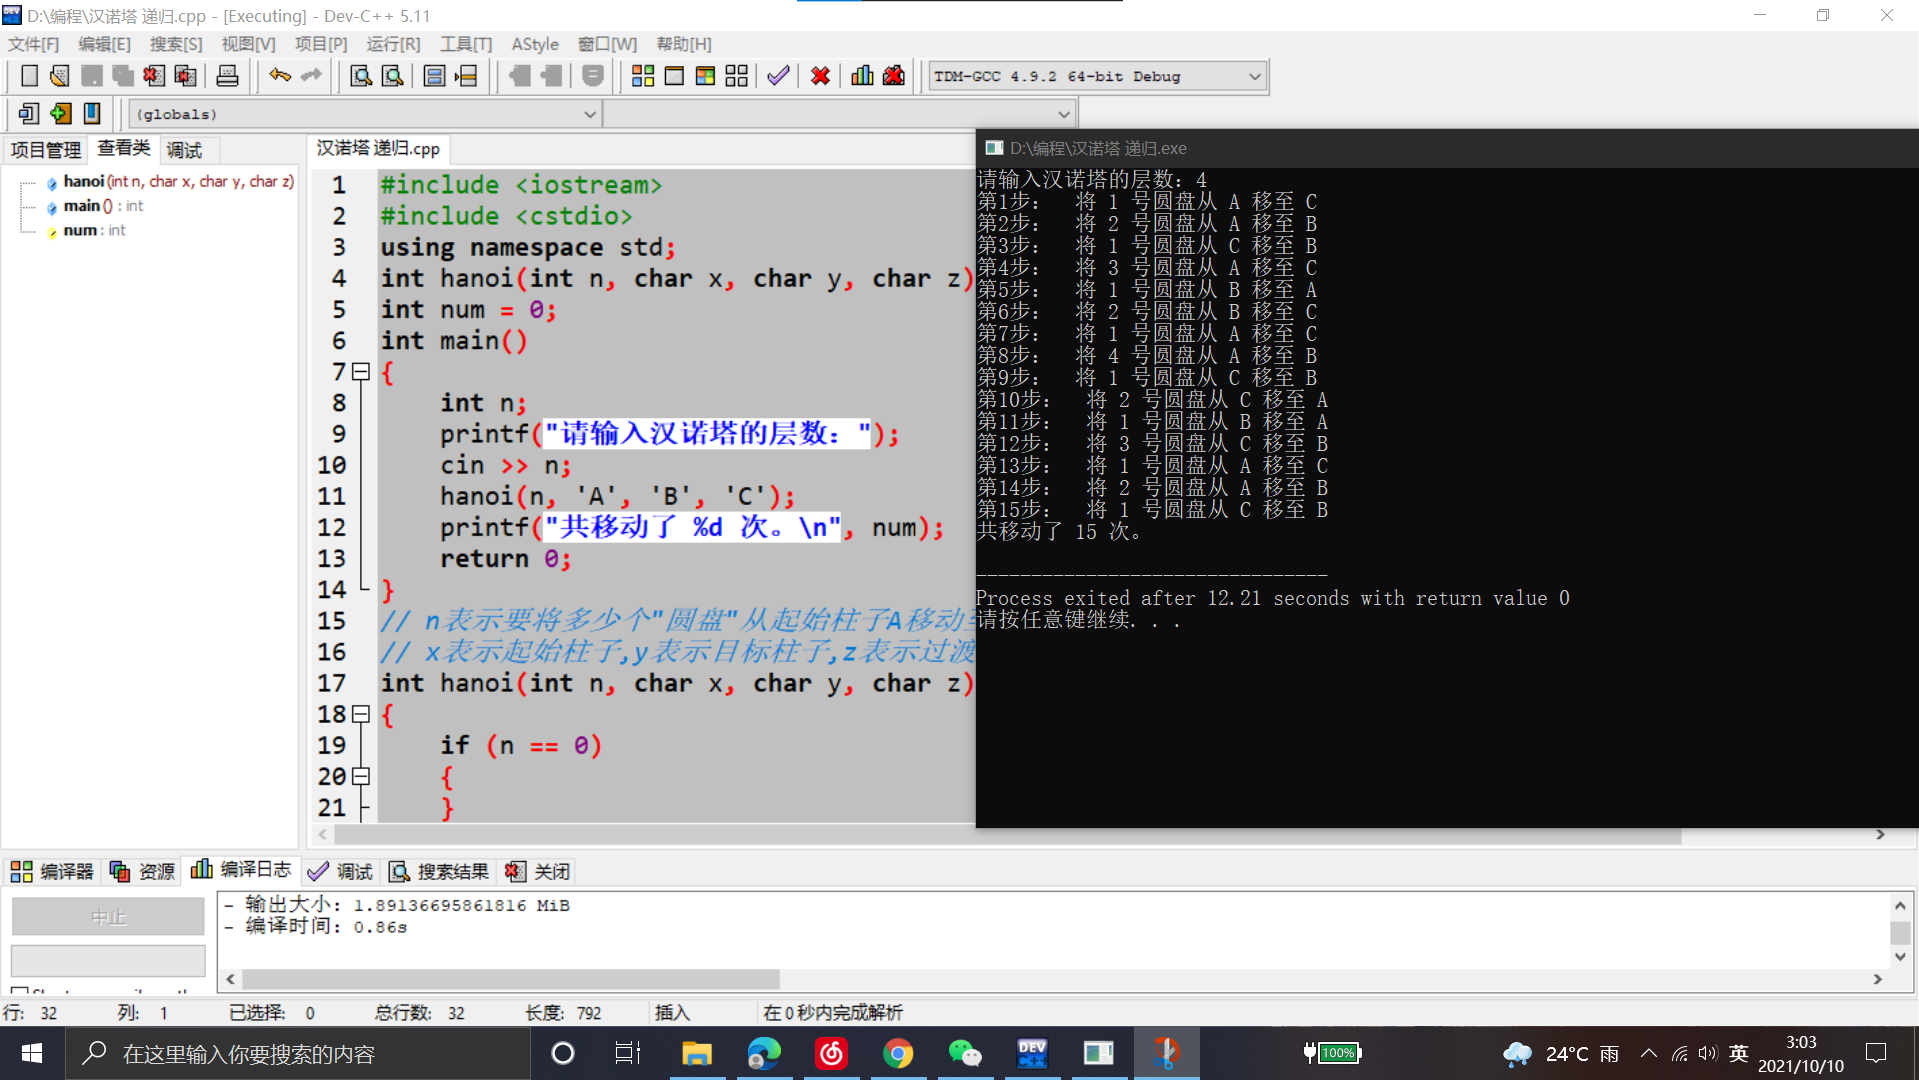 D:\编程\汉诺塔 递归.cpp - [Executing] - Dev-C++ 5.11
文件[F] 编辑[E] 搜索[S] 视图[V] 项目[P] 运行[R] 工具[T] AStyle 窗口[W] 帮助[H]
TDM-GCC 4.9.2 64-bit Debug
(globals)
项目管理 查看类 调试
hanoi (int n, char x, char y, char z)
main () : int
num : int
汉诺塔 递归.cpp
1 #include <iostream>
2 #include <cstdio>
3 using namespace std;
4 int hanoi(int n, char x, char y, char z)
5 int num = 0;
6 int main()
7 {
8 int n;
9 printf("请输入汉诺塔的层数：");
10 cin >> n;
11 hanoi(n, 'A', 'B', 'C');
12 printf("共移动了 %d 次。\n", num);
13 return 0;
14 }
15 // n表示要将多少个"圆盘"从起始柱子A移动
16 // x表示起始柱子,y表示目标柱子,z表示过渡
17 int hanoi(int n, char x, char y, char z)
18 {
19 if (n == 0)
20 {
21 }
D:\编程\汉诺塔 递归.exe
请输入汉诺塔的层数：4
第1步： 将 1 号圆盘从 A 移至 C
第2步： 将 2 号圆盘从 A 移至 B
第3步： 将 1 号圆盘从 C 移至 B
第4步： 将 3 号圆盘从 A 移至 C
第5步： 将 1 号圆盘从 B 移至 A
第6步： 将 2 号圆盘从 B 移至 C
第7步： 将 1 号圆盘从 A 移至 C
第8步： 将 4 号圆盘从 A 移至 B
第9步： 将 1 号圆盘从 C 移至 B
第10步： 将 2 号圆盘从 C 移至 A
第11步： 将 1 号圆盘从 B 移至 A
第12步： 将 3 号圆盘从 C 移至 B
第13步： 将 1 号圆盘从 A 移至 C
第14步： 将 2 号圆盘从 A 移至 B
第15步： 将 1 号圆盘从 C 移至 B
共移动了 15 次。
--------------------------------
Process exited after 12.21 seconds with return value 0
请按任意键继续. . .
编译器 资源 编译日志 调试 搜索结果 关闭
中止
- 输出大小: 1.89136695861816 MiB
- 编译时间: 0.86s
行: 32 列: 1 已选择: 0 总行数: 32 长度: 792 插入 在 0 秒内完成解析
在这里输入你要搜索的内容
DEV C++
100%
24°C 雨
英
3:03
2021/10/10